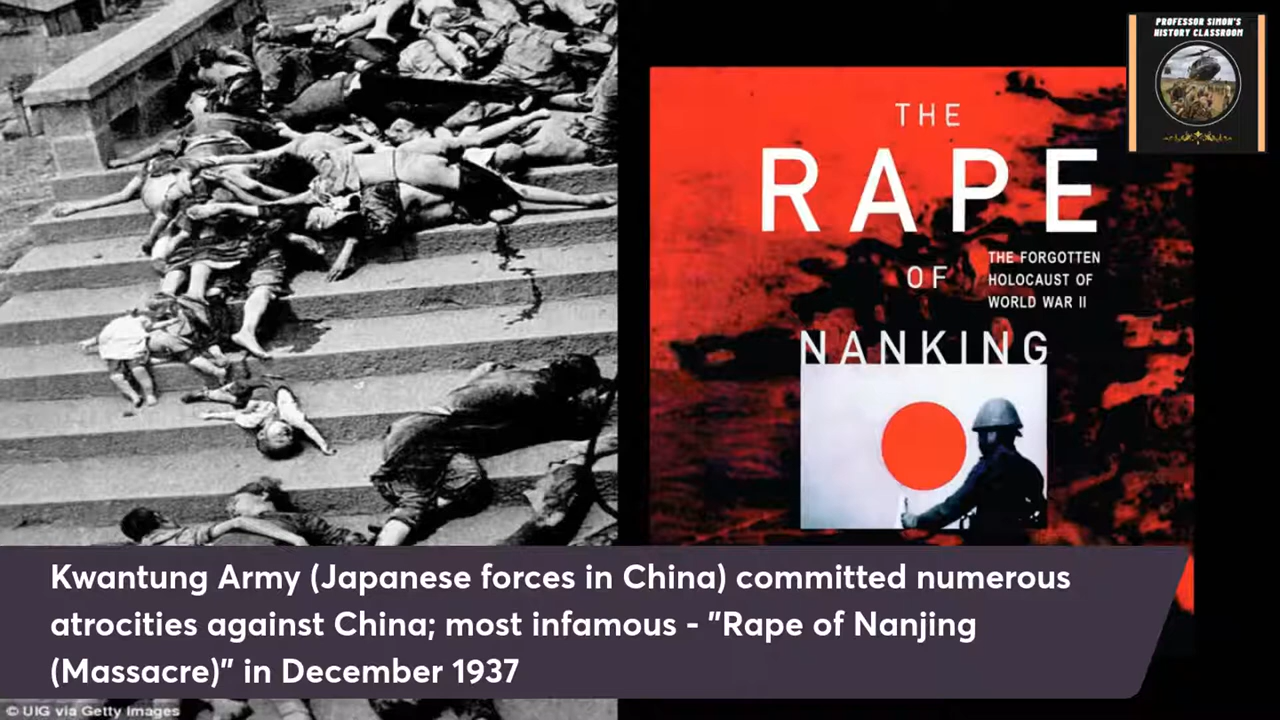 PROFESSOR SIMON'S
HISTORY CLASSROOM
THE
RAPE
OF
THE FORGOTTEN
HOLOCAUST OF
WORLD WAR II
NANKING
Kwantung Army (Japanese forces in China) committed numerous
atrocities against China; most infamous - "Rape of Nanjing
(Massacre)" in December 1937
© UIG via Getty Images